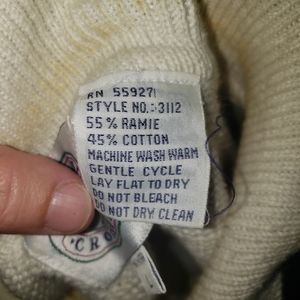 RN 55927
STYLE NO.: 3112
55% RAMIE
45% COTTON
MACHINE WASH WARM
GENTLE CYCLE
LAY FLAT TO DRY
DO NOT BLEACH
DO NOT DRY CLEAN